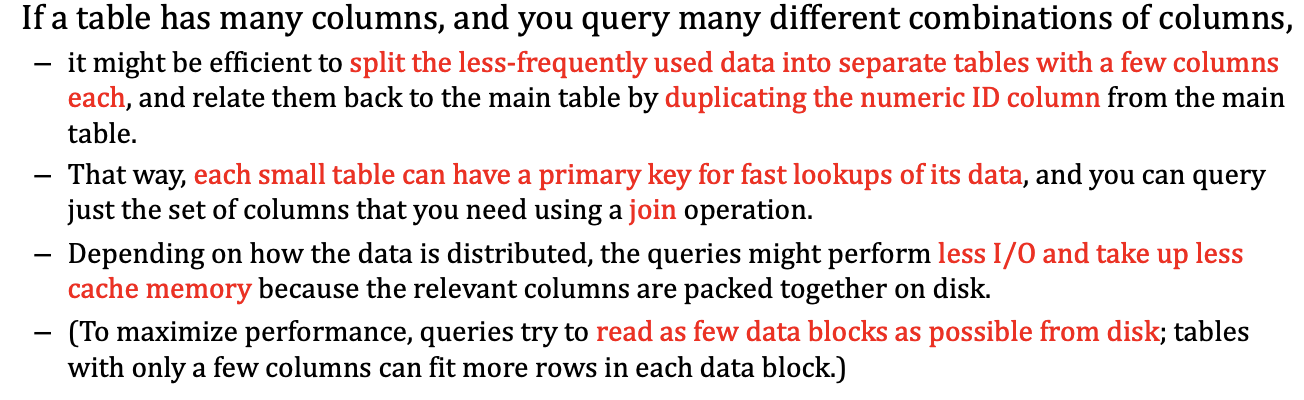 If a table has many columns, and you query many different combinations of columns,
– it might be efficient to split the less-frequently used data into separate tables with a few columns
each, and relate them back to the main table by duplicating the numeric ID column from the main
table.
– That way, each small table can have a primary key for fast lookups of its data, and you can query
just the set of columns that you need using a join operation.
– Depending on how the data is distributed, the queries might perform less I/O and take up less
cache memory because the relevant columns are packed together on disk.
– (To maximize performance, queries try to read as few data blocks as possible from disk; tables
with only a few columns can fit more rows in each data block.)